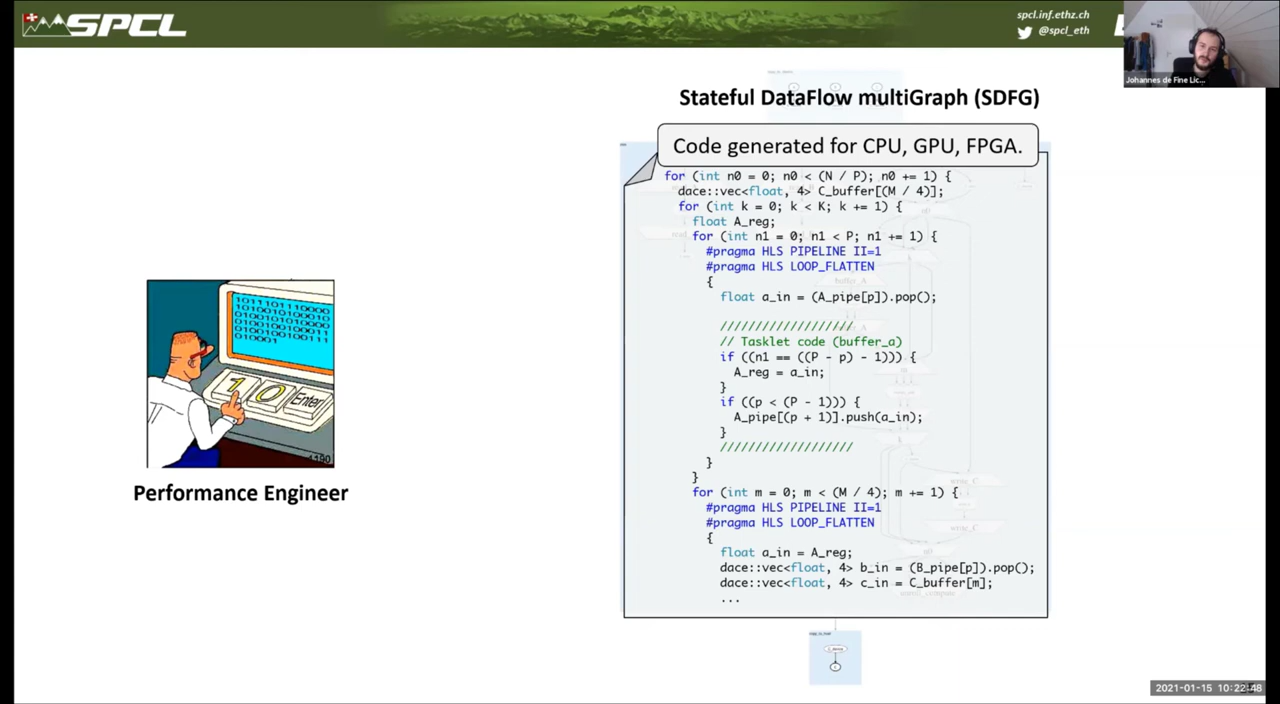 SPCL
spcl.inf.ethz.ch
@spcl_eth
Johannes de Fine Lic...
Stateful DataFlow multiGraph (SDFG)
Code generated for CPU, GPU, FPGA.
for (int n0 = 0; n0 < (N / P); n0 += 1) {
dace::vec<float, 4> C_buffer[(M / 4)];
for (int k = 0; k < K; k += 1) {
float A_reg;
for (int n1 = 0; n1 < P; n1 += 1) {
#pragma HLS PIPELINE II=1
#pragma HLS LOOP_FLATTEN
{
float a_in = (A_pipe[p]).pop();
///////////////////
// Tasklet code (buffer_a)
if ((n1 == ((P - p) - 1))) {
A_reg = a_in;
}
if ((p < (P - 1))) {
A_pipe[(p + 1)].push(a_in);
}
///////////////////
}
}
for (int m = 0; m < (M / 4); m += 1) {
#pragma HLS PIPELINE II=1
#pragma HLS LOOP_FLATTEN
{
float a_in = A_reg;
dace::vec<float, 4> b_in = (B_pipe[p]).pop();
dace::vec<float, 4> c_in = C_buffer[m];
...
1 0 Enter
Performance Engineer
2021-01-15 10:22:48